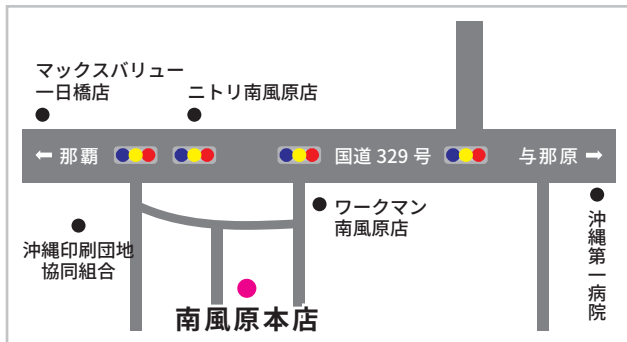 マックスバリュー
一日橋店
ニトリ南風原店
← 那覇
国道 329 号
与那原 →
ワークマン
南風原店
沖縄印刷団地
協同組合
沖縄第一病院
南風原本店